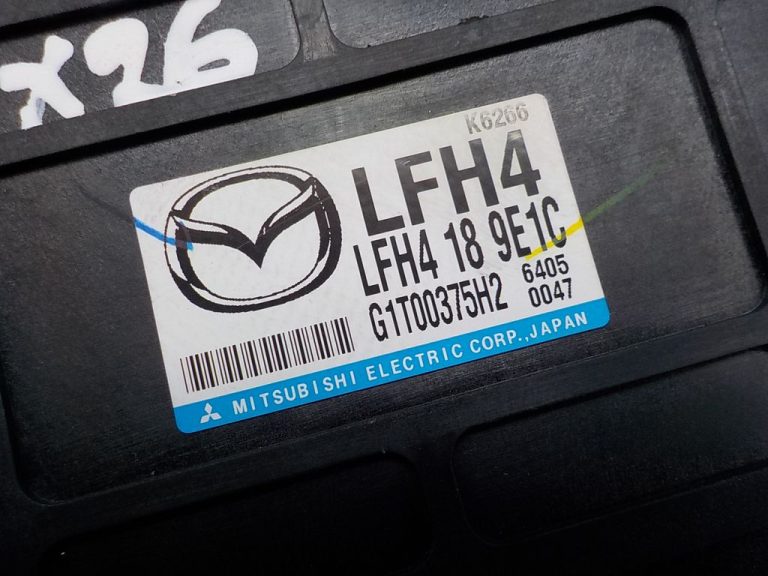 x26
K6266
LFH4
LFH4 18 9E1C
G1T00375H2
6405
0047
MITSUBISHI ELECTRIC CORP.,JAPAN